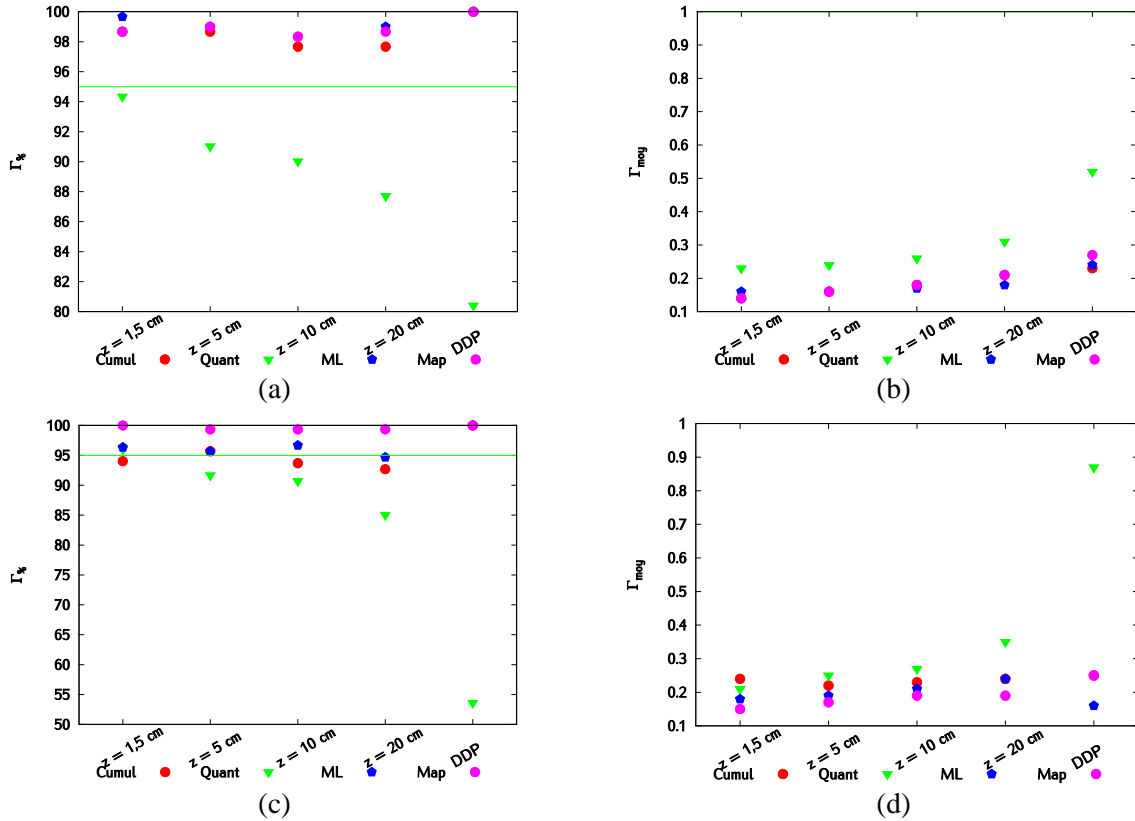 100
98
96
94
92
90
88
86
84
82
80
Γ%
z = 1,5 cm
z = 5 cm
z = 10 cm
z = 20 cm
DDP
Cumul Quant ML Map
(a)
1
0.9
0.8
0.7
0.6
0.5
0.4
0.3
0.2
0.1
Γmoy
z = 1,5 cm
z = 5 cm
z = 10 cm
z = 20 cm
DDP
Cumul Quant ML Map
(b)
100
95
90
85
80
75
70
65
60
55
50
Γ%
z = 1,5 cm
z = 5 cm
z = 10 cm
z = 20 cm
DDP
Cumul Quant ML Map
(c)
1
0.9
0.8
0.7
0.6
0.5
0.4
0.3
0.2
0.1
Γmoy
z = 1,5 cm
z = 5 cm
z = 10 cm
z = 20 cm
DDP
Cumul Quant ML Map
(d)